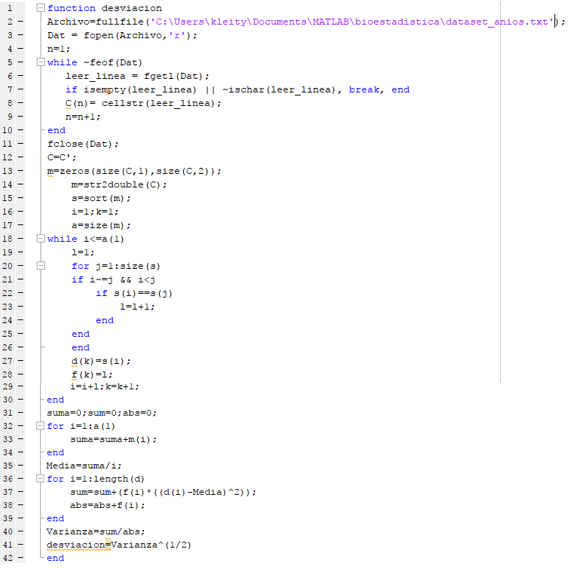 1 function desviacion
2 Archivo=fullfile('C:\Users\kleity\Documents\MATLAB\bioestadistica\dataset_anios.txt');
3 Dat = fopen(Archivo,'r');
4 n=1;
5 while ~feof(Dat)
6 leer_linea = fgetl(Dat);
7 if isempty(leer_linea) || ~ischar(leer_linea), break, end
8 C(n)= cellstr(leer_linea);
9 n=n+1;
10 end
11 fclose(Dat);
12 C=C';
13 m=zeros(size(C,1),size(C,2));
14 m=str2double(C);
15 s=sort(m);
16 i=1;k=1;
17 a=size(m);
18 while i<=a(1)
19 l=1;
20 for j=1:size(s)
21 if i~=j && i<j
22 if s(i)==s(j)
23 l=l+1;
24 end
25 end
26 end
27 d(k)=s(i);
28 f(k)=l;
29 i=i+l;k=k+1;
30 end
31 suma=0;sum=0;abs=0;
32 for i=1:a(1)
33 suma=suma+m(i);
34 end
35 Media=suma/i;
36 for i=1:length(d)
37 sum=sum+(f(i)*((d(i)-Media)^2));
38 abs=abs+f(i);
39 end
40 Varianza=sum/abs;
41 desviacion=Varianza^(1/2)
42 end